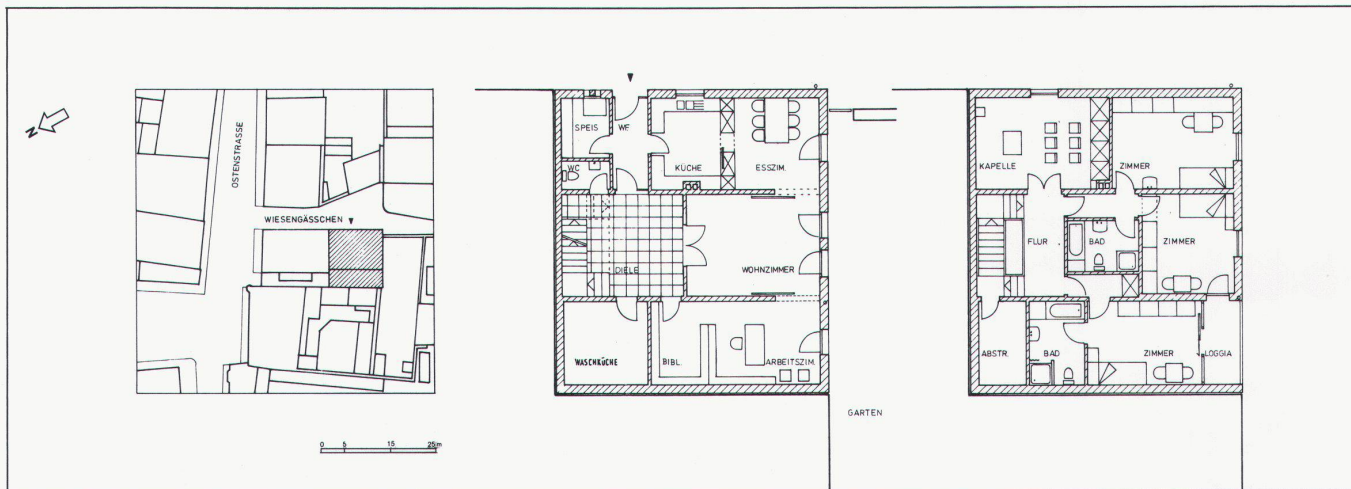 N
OSTENSTRASSE
WIESENGÄSSCHEN
0 5 15 25m
SPEIS
WF
WC
KÜCHE
ESSZIM.
DIELE
WOHNZIMMER
WASCHKÜCHE
BIBL.
ARBEITSZIM.
GARTEN
KAPELLE
ZIMMER
FLUR
BAD
ZIMMER
ABSTR.
BAD
ZIMMER
LOGGIA